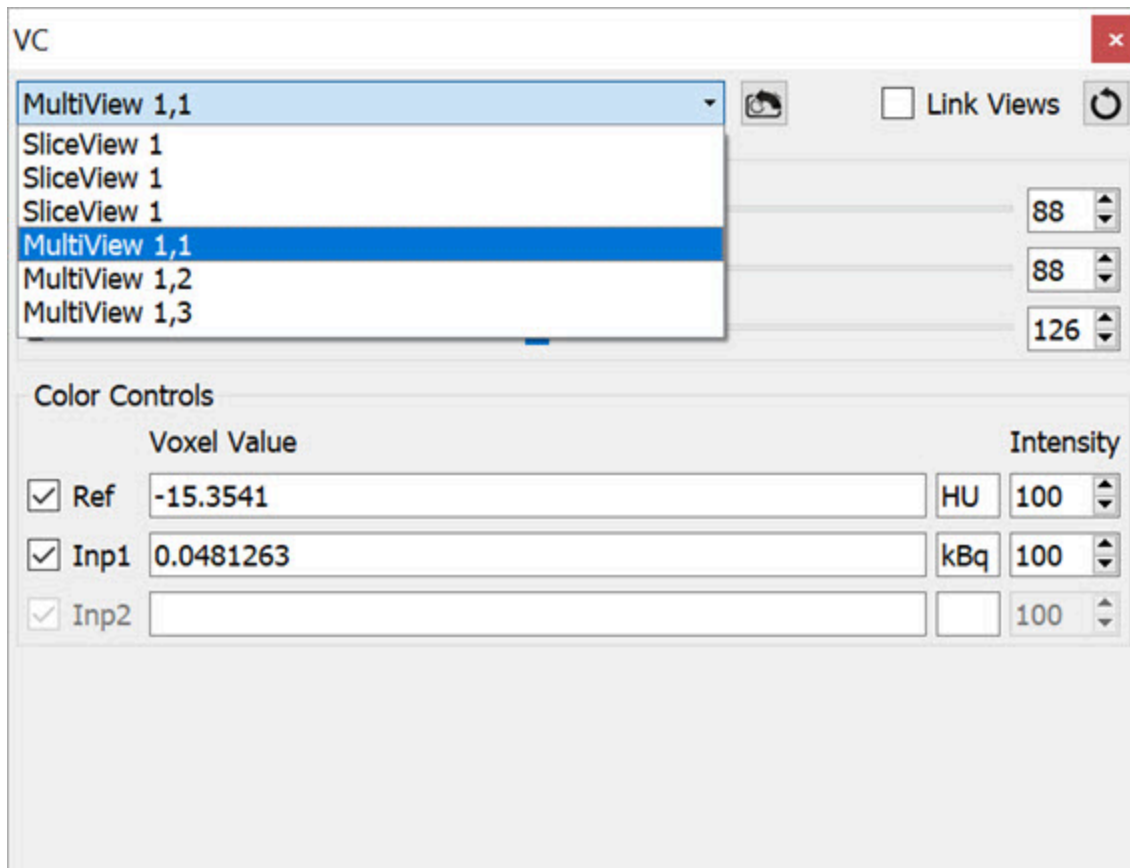 VC
MultiView 1,1 Link Views
SliceView 1
SliceView 1
SliceView 1
88
MultiView 1,1
MultiView 1,2
88
MultiView 1,3
126
Color Controls
Voxel Value Intensity
Ref -15.3541 HU 100
Inp1 0.0481263 kBq 100
Inp2 100